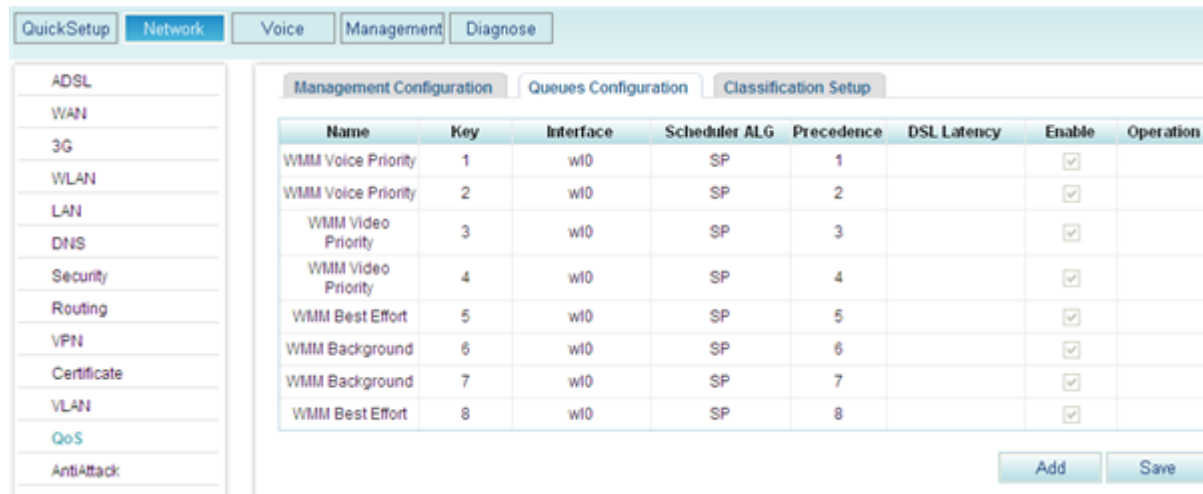 QuickSetup Network Voice Management Diagnose
ADSL
WAN
3G
WLAN
LAN
DNS
Security
Routing
VPN
Certificate
VLAN
QoS
AntiAttack
Management Configuration Queues Configuration Classification Setup
Name Key Interface Scheduler ALG Precedence DSL Latency Enable Operation
WMM Voice Priority 1 wl0 SP 1
WMM Voice Priority 2 wl0 SP 2
WMM Video
Priority 3 wl0 SP 3
WMM Video
Priority 4 wl0 SP 4
WMM Best Effort 5 wl0 SP 5
WMM Background 6 wl0 SP 6
WMM Background 7 wl0 SP 7
WMM Best Effort 8 wl0 SP 8
Add Save